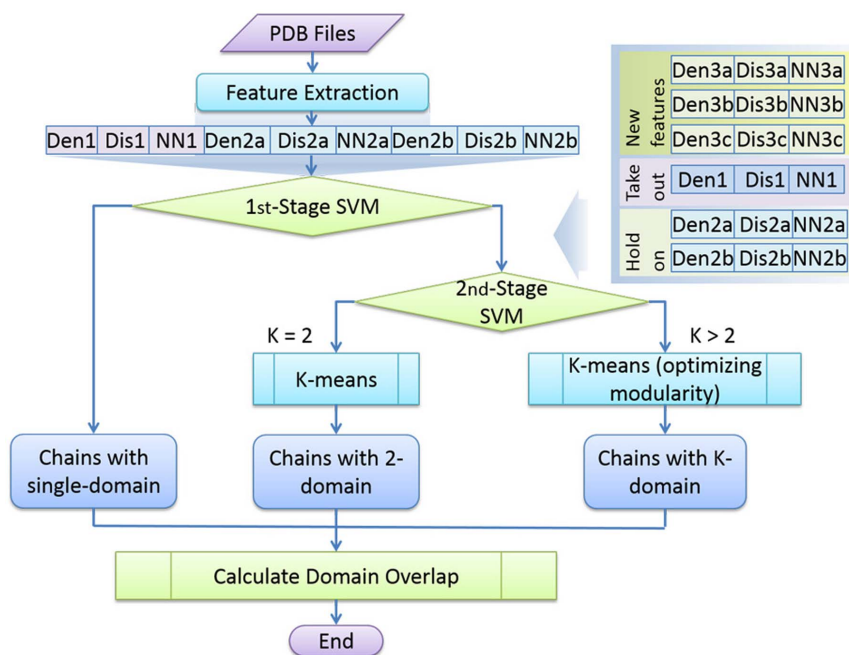 PDB Files
Feature Extraction
Den1 Dis1 NN1 Den2a Dis2a NN2a Den2b Dis2b NN2b
1st-Stage SVM
New
features
Den3a Dis3a NN3a
Den3b Dis3b NN3b
Den3c Dis3c NN3c
Take
out
Den1 Dis1 NN1
Hold
on
Den2a Dis2a NN2a
Den2b Dis2b NN2b
2nd-Stage
SVM
K = 2
K > 2
K-means
K-means (optimizing
modularity)
Chains with
single-domain
Chains with 2-
domain
Chains with K-
domain
Calculate Domain Overlap
End